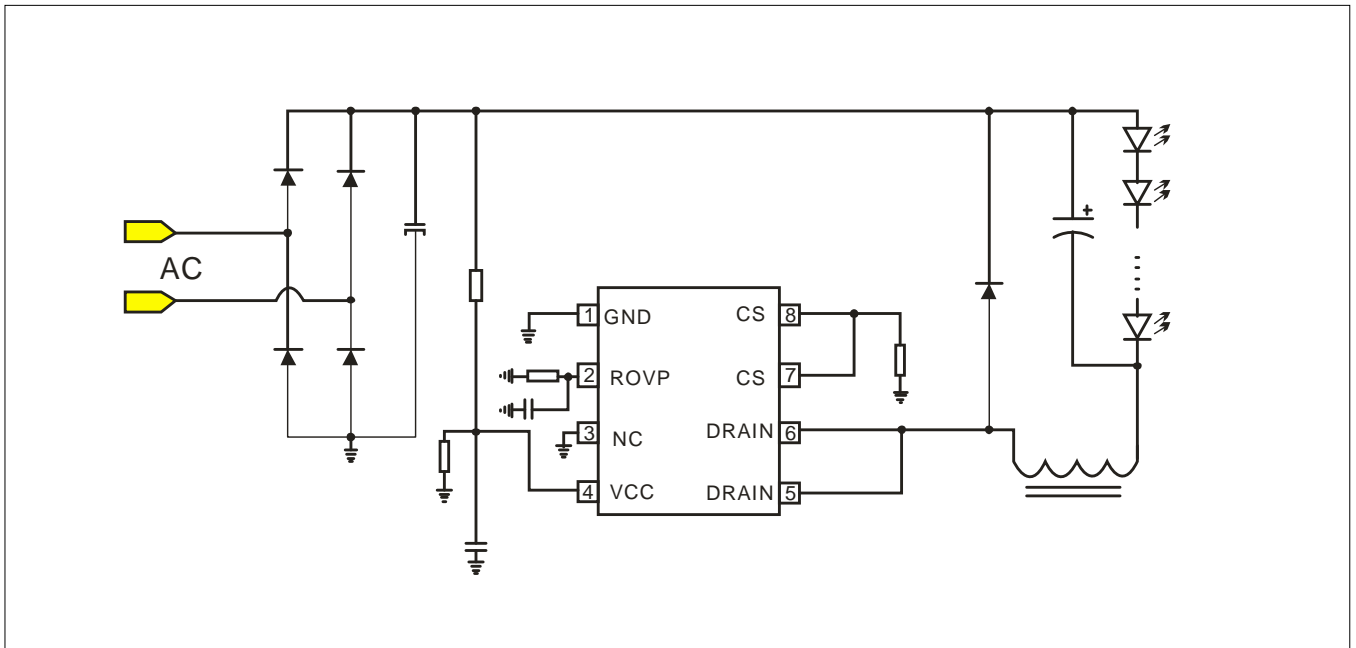 AC
1 GND CS 8
2 ROVP CS 7
3 NC DRAIN 6
4 VCC DRAIN 5
+